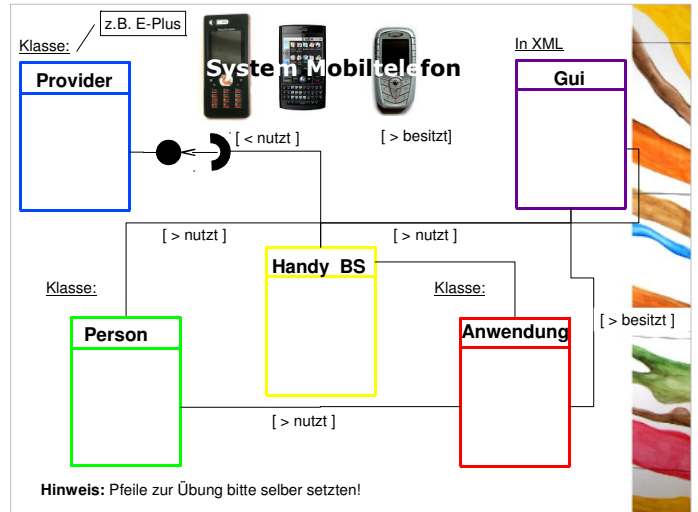 z.B. E-Plus
Klasse:
In XML
System Mobiltelefon
Provider
Gui
[ < nutzt ]
[ > besitzt]
[ > nutzt ]
[ > nutzt ]
Handy BS
Klasse:
Klasse:
Person
Anwendung
[ > besitzt ]
[ > nutzt ]
Hinweis: Pfeile zur Übung bitte selber setzten!